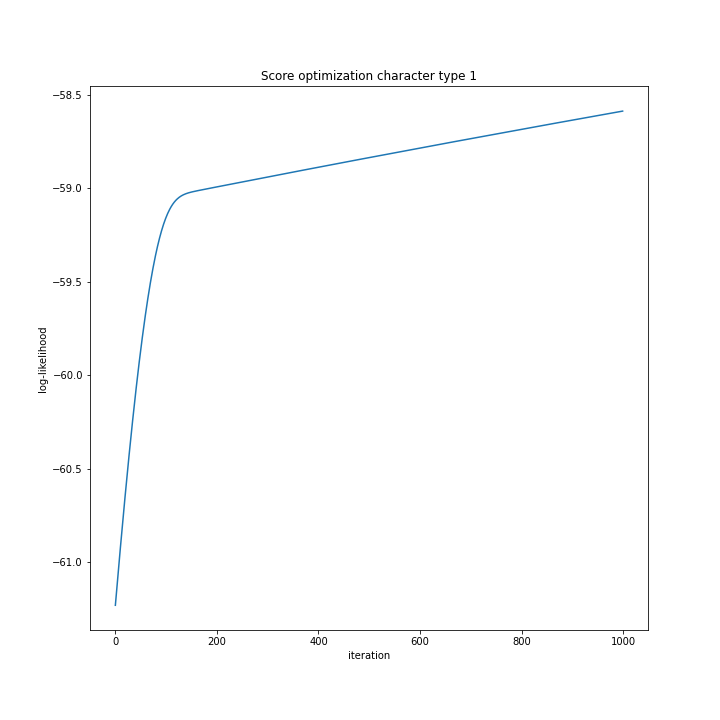 Score optimization character type 1
−58.5
−59.0
−59.5
−60.0
−60.5
−61.0
log-likelihood
0 200 400 600 800 1000
iteration